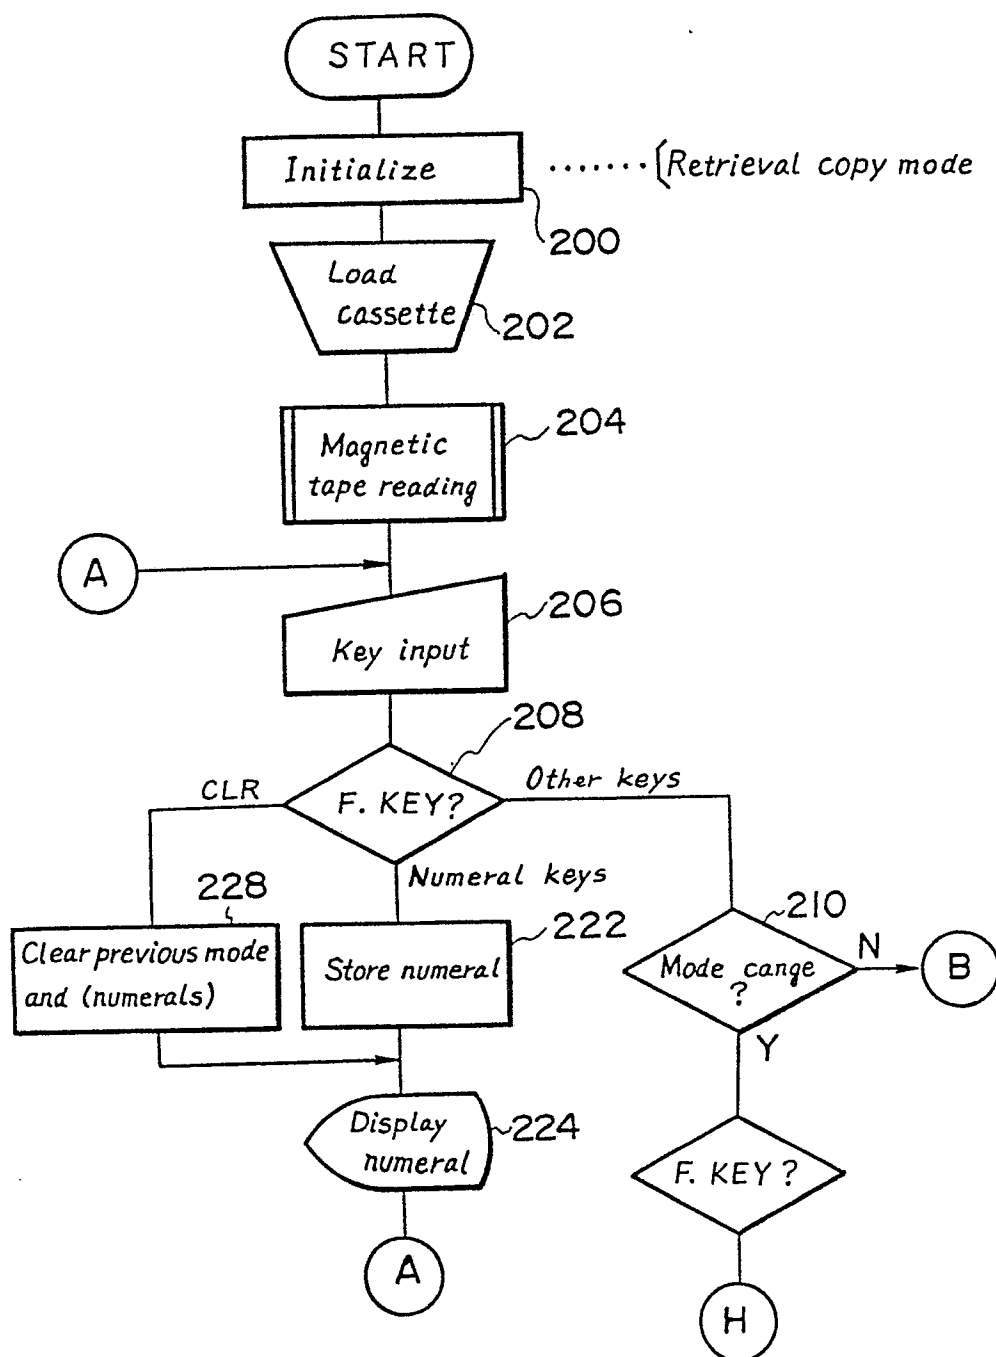 START
Initialize
....... [Retrieval copy mode
200
Load
cassette
202
Magnetic
tape reading
204
A
206
Key input
208
F. KEY?
CLR
Other keys
Numeral keys
228
Clear previous mode
and (numerals)
222
Store numeral
210
Mode cange
?
N
B
Y
Display
numeral
224
F. KEY ?
A
H